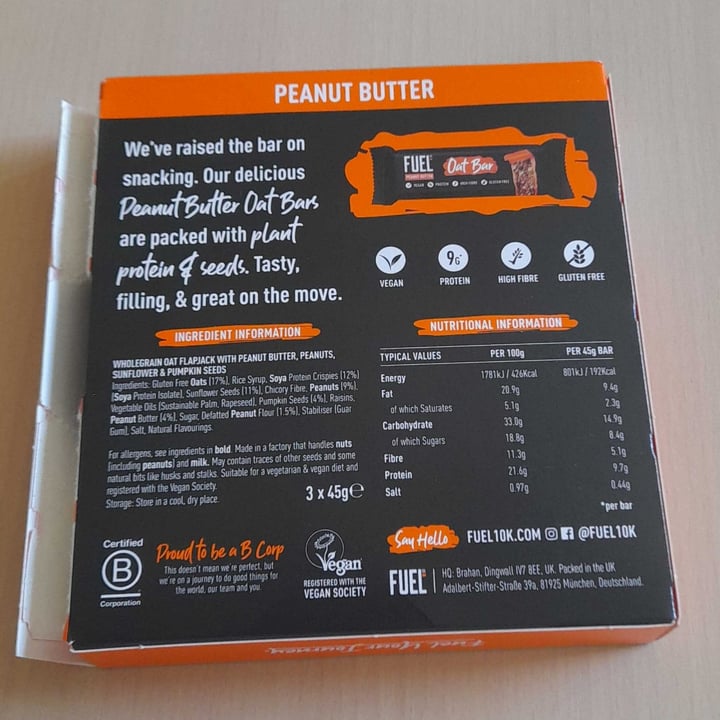 PEANUT BUTTER
We've raised the bar on
snacking. Our delicious
Peanut Butter Oat Bars
are packed with plant
protein & seeds. Tasty,
filling, & great on the move.
FUEL
PEANUT BUTTER
Oat Bar
VEGAN PROTEIN HIGH FIBRE GLUTEN FREE
VEGAN
9G*
PROTEIN
HIGH FIBRE
GLUTEN FREE
INGREDIENT INFORMATION
WHOLEGRAIN OAT FLAPJACK WITH PEANUT BUTTER, PEANUTS,
SUNFLOWER & PUMPKIN SEEDS
Ingredients: Gluten Free Oats (17%), Rice Syrup, Soya Protein Crispies (12%)
(Soya Protein Isolate), Sunflower Seeds (11%), Chicory Fibre, Peanuts (9%),
Vegetable Oils (Sustainable Palm, Rapeseed), Pumpkin Seeds (4%), Raisins,
Peanut Butter (4%), Sugar, Defatted Peanut Flour (1.5%), Stabiliser (Guar
Gum), Salt, Natural Flavourings.
For allergens, see ingredients in bold. Made in a factory that handles nuts
(including peanuts) and milk. May contain traces of other seeds and some
natural bits like husks and stalks. Suitable for a vegetarian & vegan diet and
registered with the Vegan Society.
Storage: Store in a cool, dry place.
3 x 45g℮
NUTRITIONAL INFORMATION
TYPICAL VALUES PER 100g PER 45g BAR
Energy 1781kJ / 426Kcal 801kJ / 192Kcal
Fat 20.9g 9.4g
of which Saturates 5.1g 2.3g
Carbohydrate 33.0g 14.9g
of which Sugars 18.8g 8.4g
Fibre 11.3g 5.1g
Protein 21.6g 9.7g
Salt 0.97g 0.44g
*per bar
Certified
B
Corporation
Proud to be a B Corp
This doesn't mean we're perfect, but
we're on a journey to do good things for
the world, our team and you.
Vegan
REGISTERED WITH THE
VEGAN SOCIETY
Say Hello
FUEL10K.COM @FUEL10K
FUEL
HQ: Brahan, Dingwall IV7 8EE, UK. Packed in the UK
Adalbert-Stifter-Straße 39a, 81925 München, Deutschland.
Fuel Your Journey.